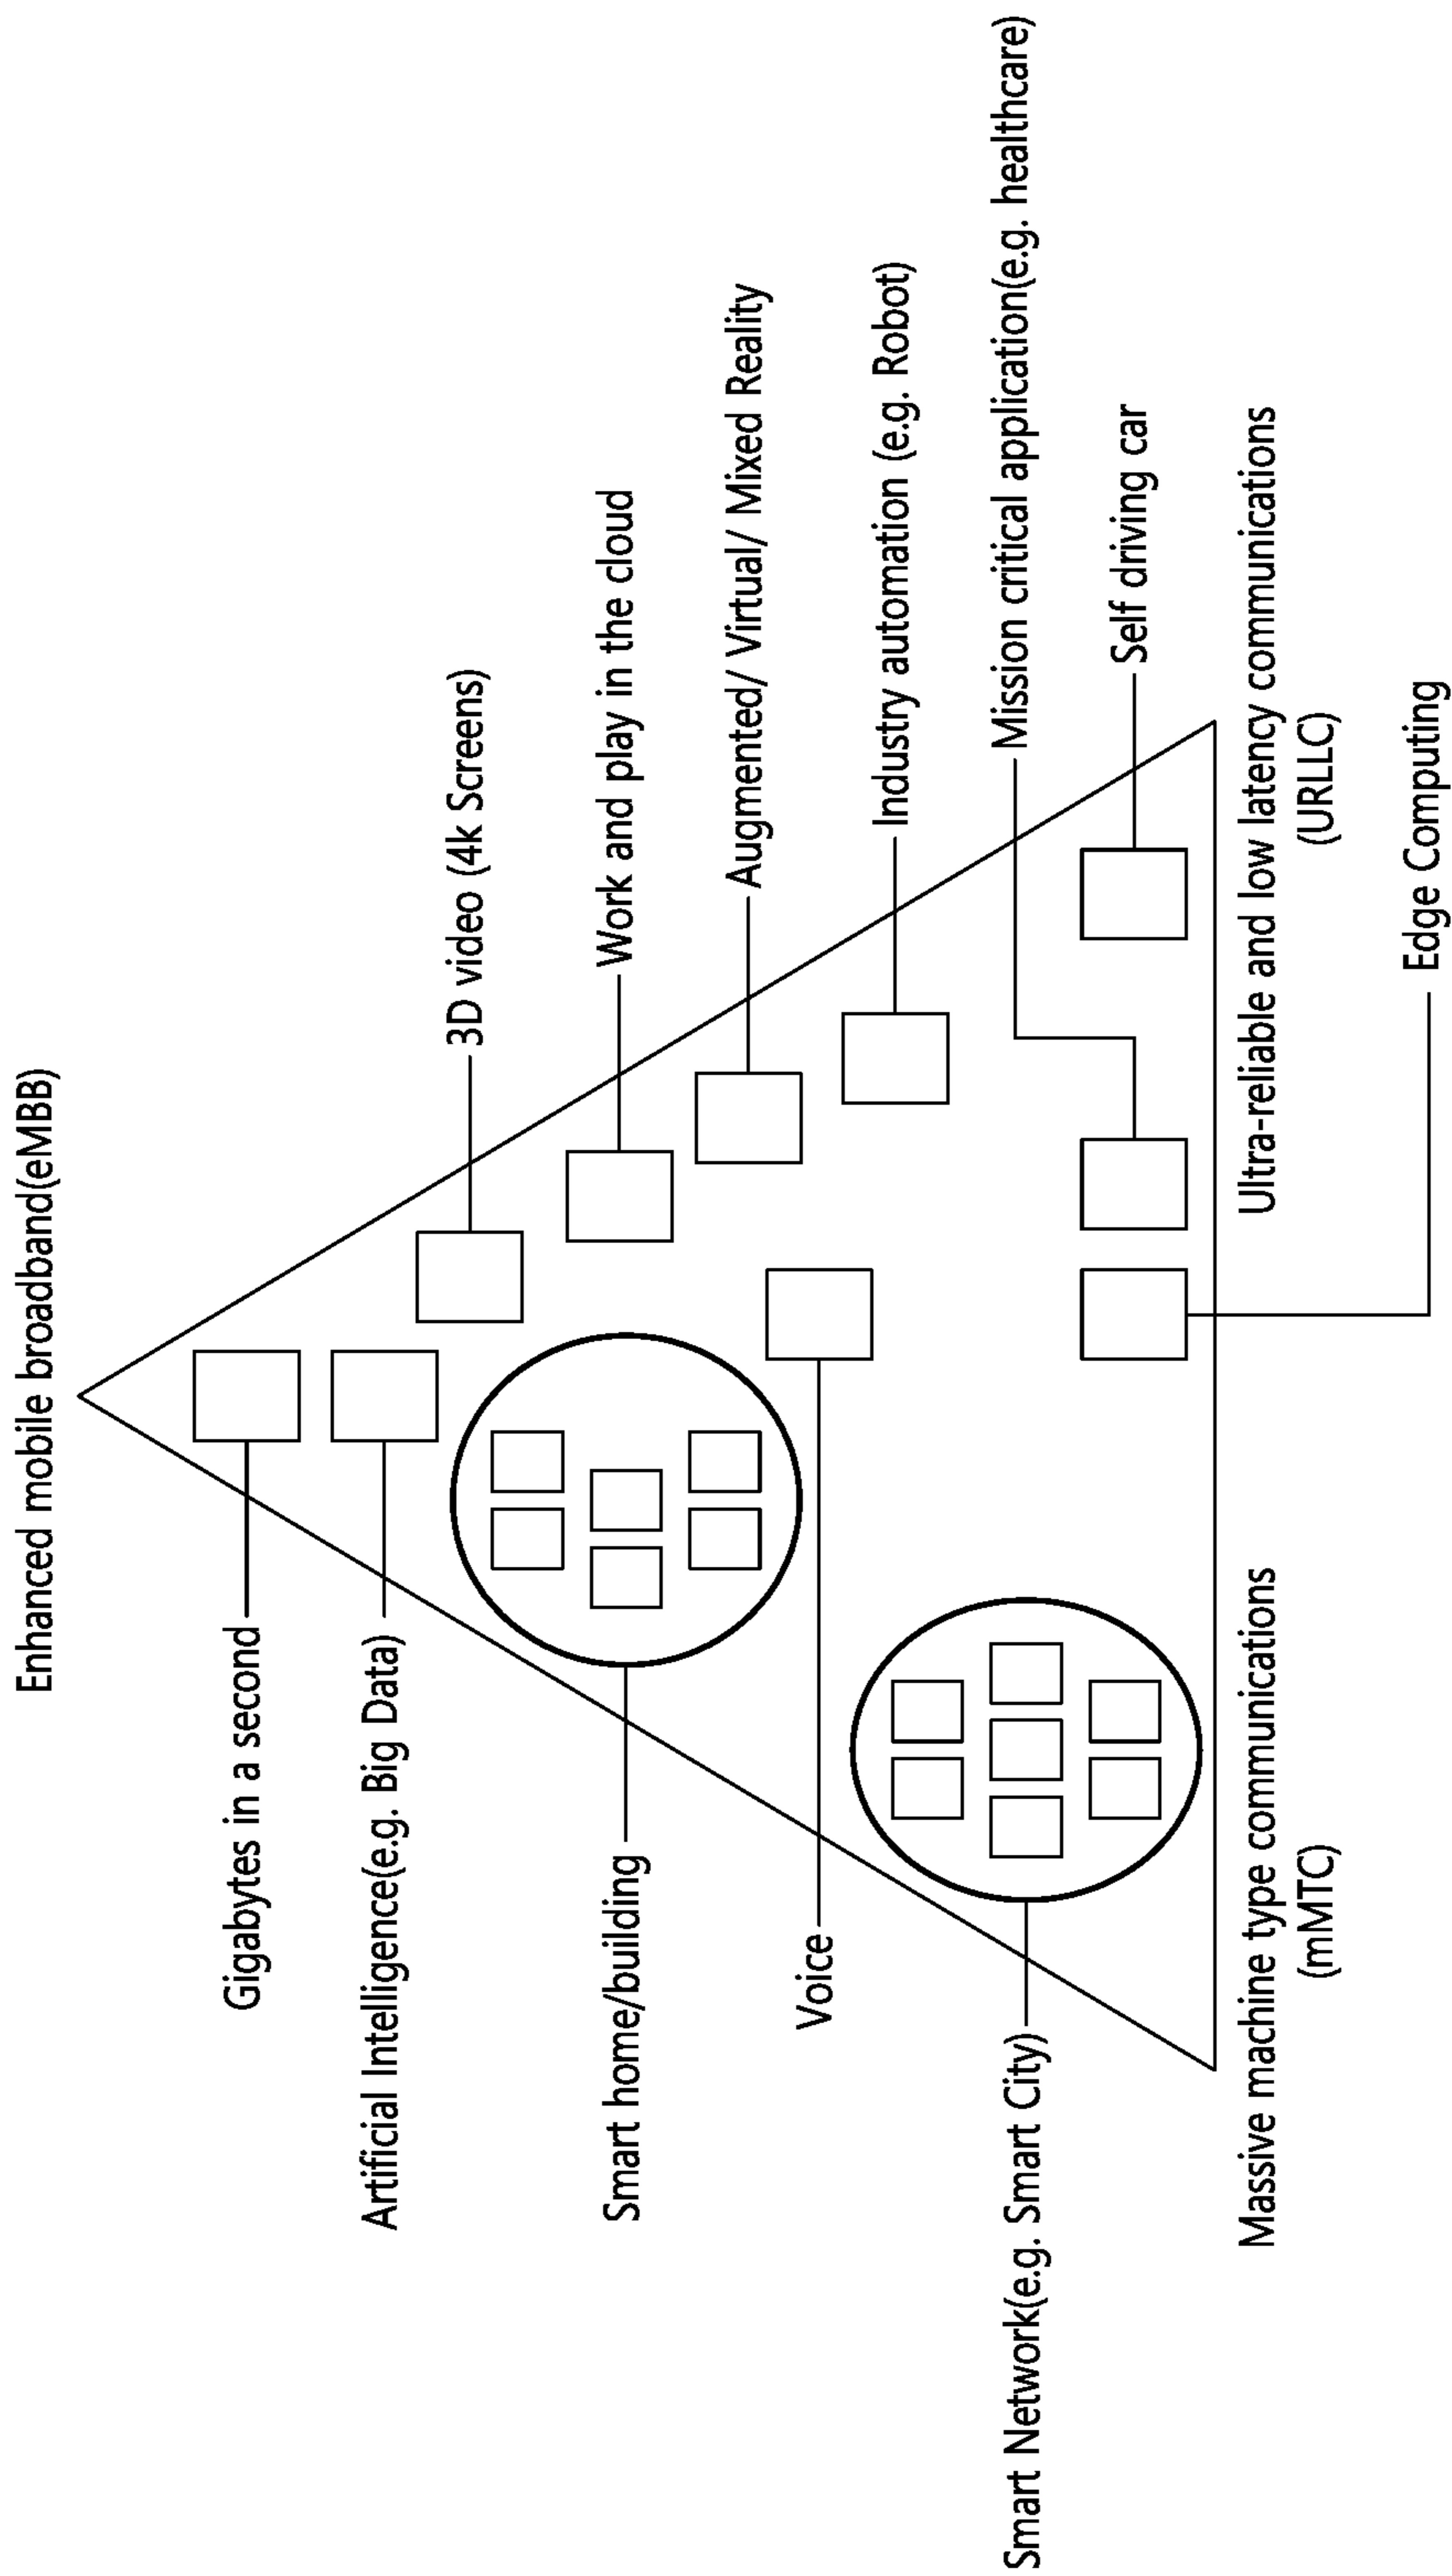 Enhanced mobile broadband(eMBB)
Gigabytes in a second
Artificial Intelligence(e.g. Big Data)
3D video (4k Screens)
Smart home/building
Work and play in the cloud
Augmented/ Virtual/ Mixed Reality
Voice
Industry automation (e.g. Robot)
Smart Network(e.g. Smart City)
Mission critical application(e.g. healthcare)
Self driving car
Massive machine type communications
(mMTC)
Ultra-reliable and low latency communications
(URLLC)
Edge Computing